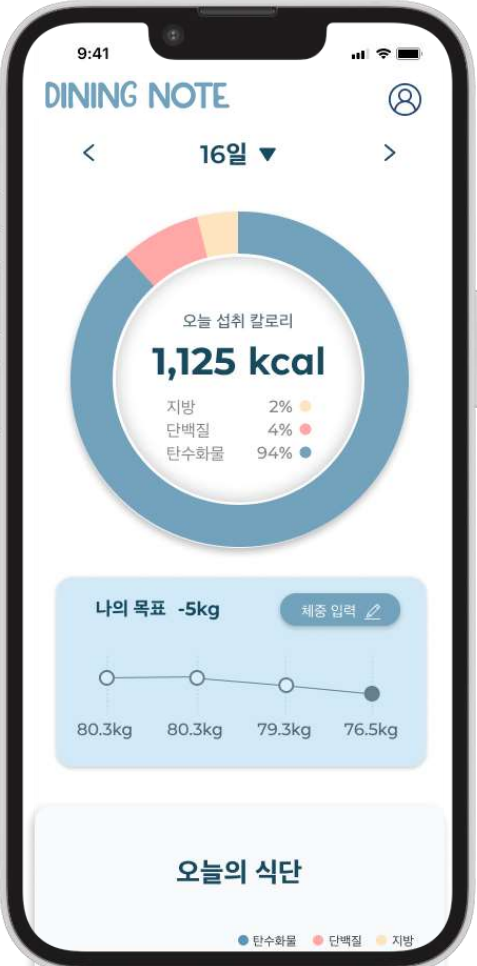 9:41
DINING NOTE
< 16일 ▼ >
오늘 섭취 칼로리
1,125 kcal
지방 2%
단백질 4%
탄수화물 94%
나의 목표 -5kg 체중 입력
80.3kg 80.3kg 79.3kg 76.5kg
오늘의 식단
탄수화물 단백질 지방